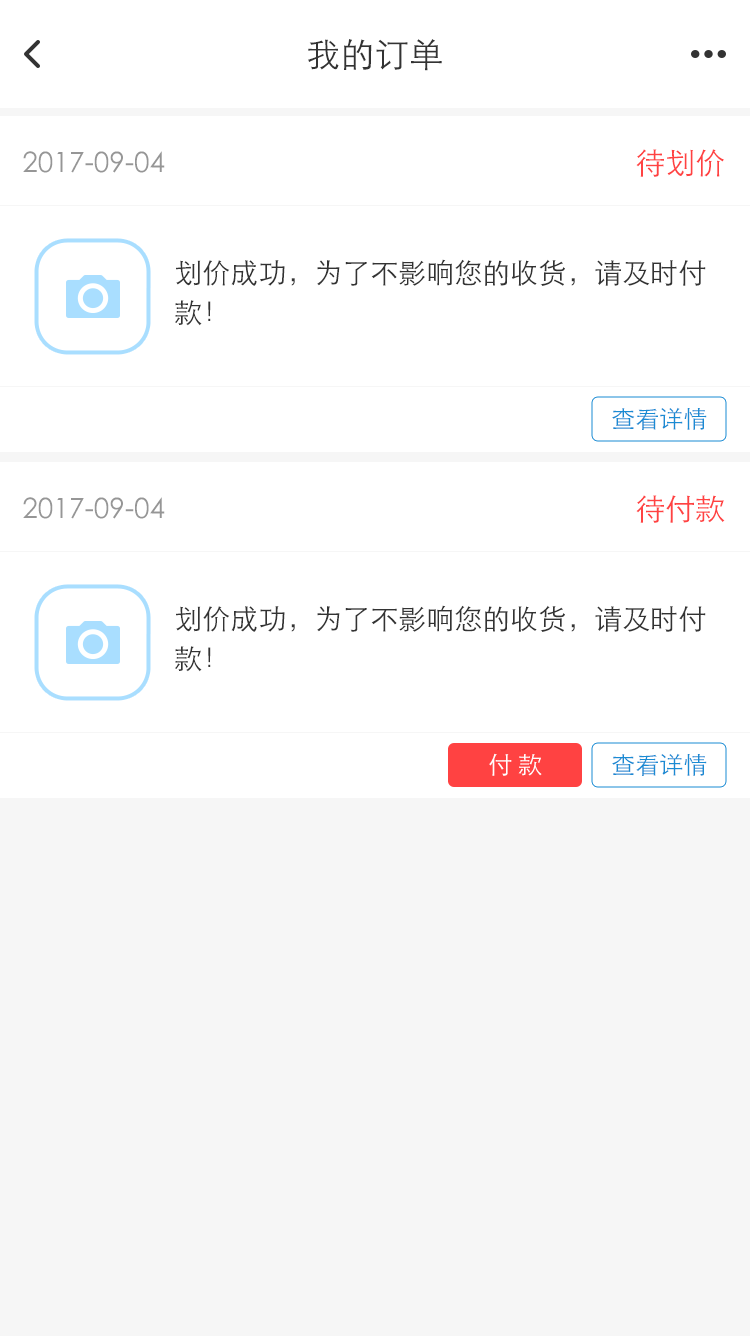 我的订单
2017-09-04 待划价
划价成功，为了不影响您的收货，请及时付
款！
查看详情
2017-09-04 待付款
划价成功，为了不影响您的收货，请及时付
款！
付 款 查看详情